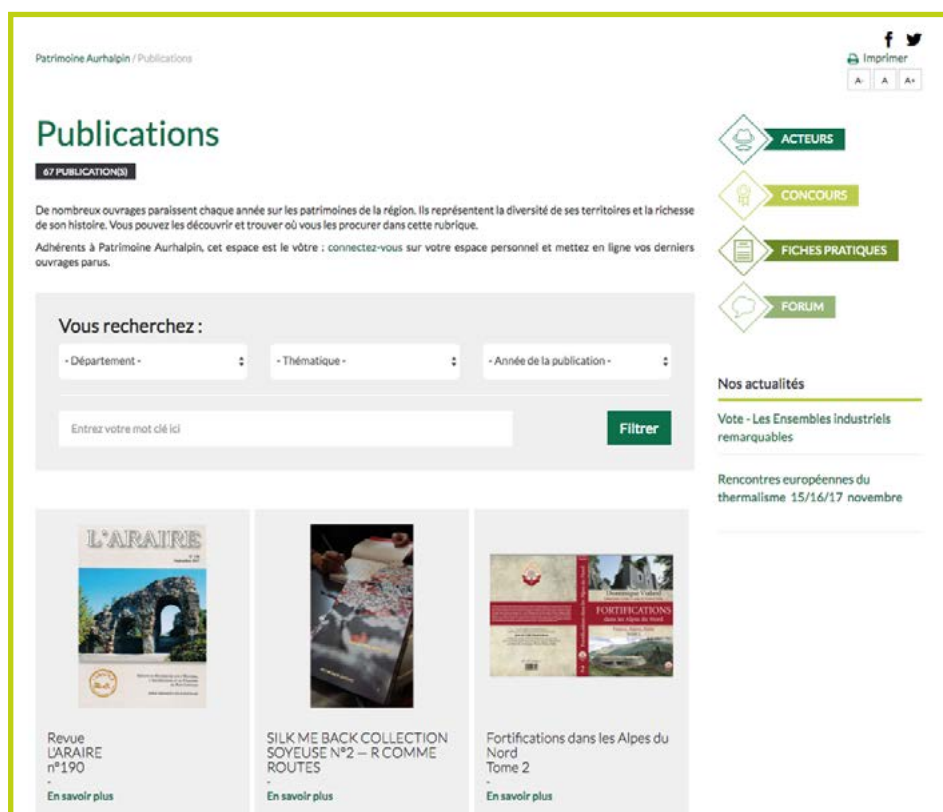 Patrimoine Aurhalpin / Publications
Imprimer
A- A A+
Publications
67 PUBLICATION(S)
De nombreux ouvrages paraissent chaque année sur les patrimoines de la région. Ils représentent la diversité de ses territoires et la richesse
de son histoire. Vous pouvez les découvrir et trouver où vous les procurer dans cette rubrique.
Adhérents à Patrimoine Aurhalpin, cet espace est le vôtre : connectez-vous sur votre espace personnel et mettez en ligne vos derniers
ouvrages parus.
Vous recherchez :
- Département -
- Thématique -
- Année de la publication -
Entrez votre mot clé ici
Filtrer
L'ARAIRE
FORTIFICATIONS
dans les Alpes du Nord
Revue
L'ARAIRE
n°190
-
En savoir plus
SILK ME BACK COLLECTION
SOYEUSE N°2 — R COMME
ROUTES
-
En savoir plus
Fortifications dans les Alpes du
Nord
Tome 2
-
En savoir plus
ACTEURS
CONCOURS
FICHES PRATIQUES
FORUM
Nos actualités
Vote - Les Ensembles industriels
remarquables
Rencontres européennes du
thermalisme 15/16/17 novembre